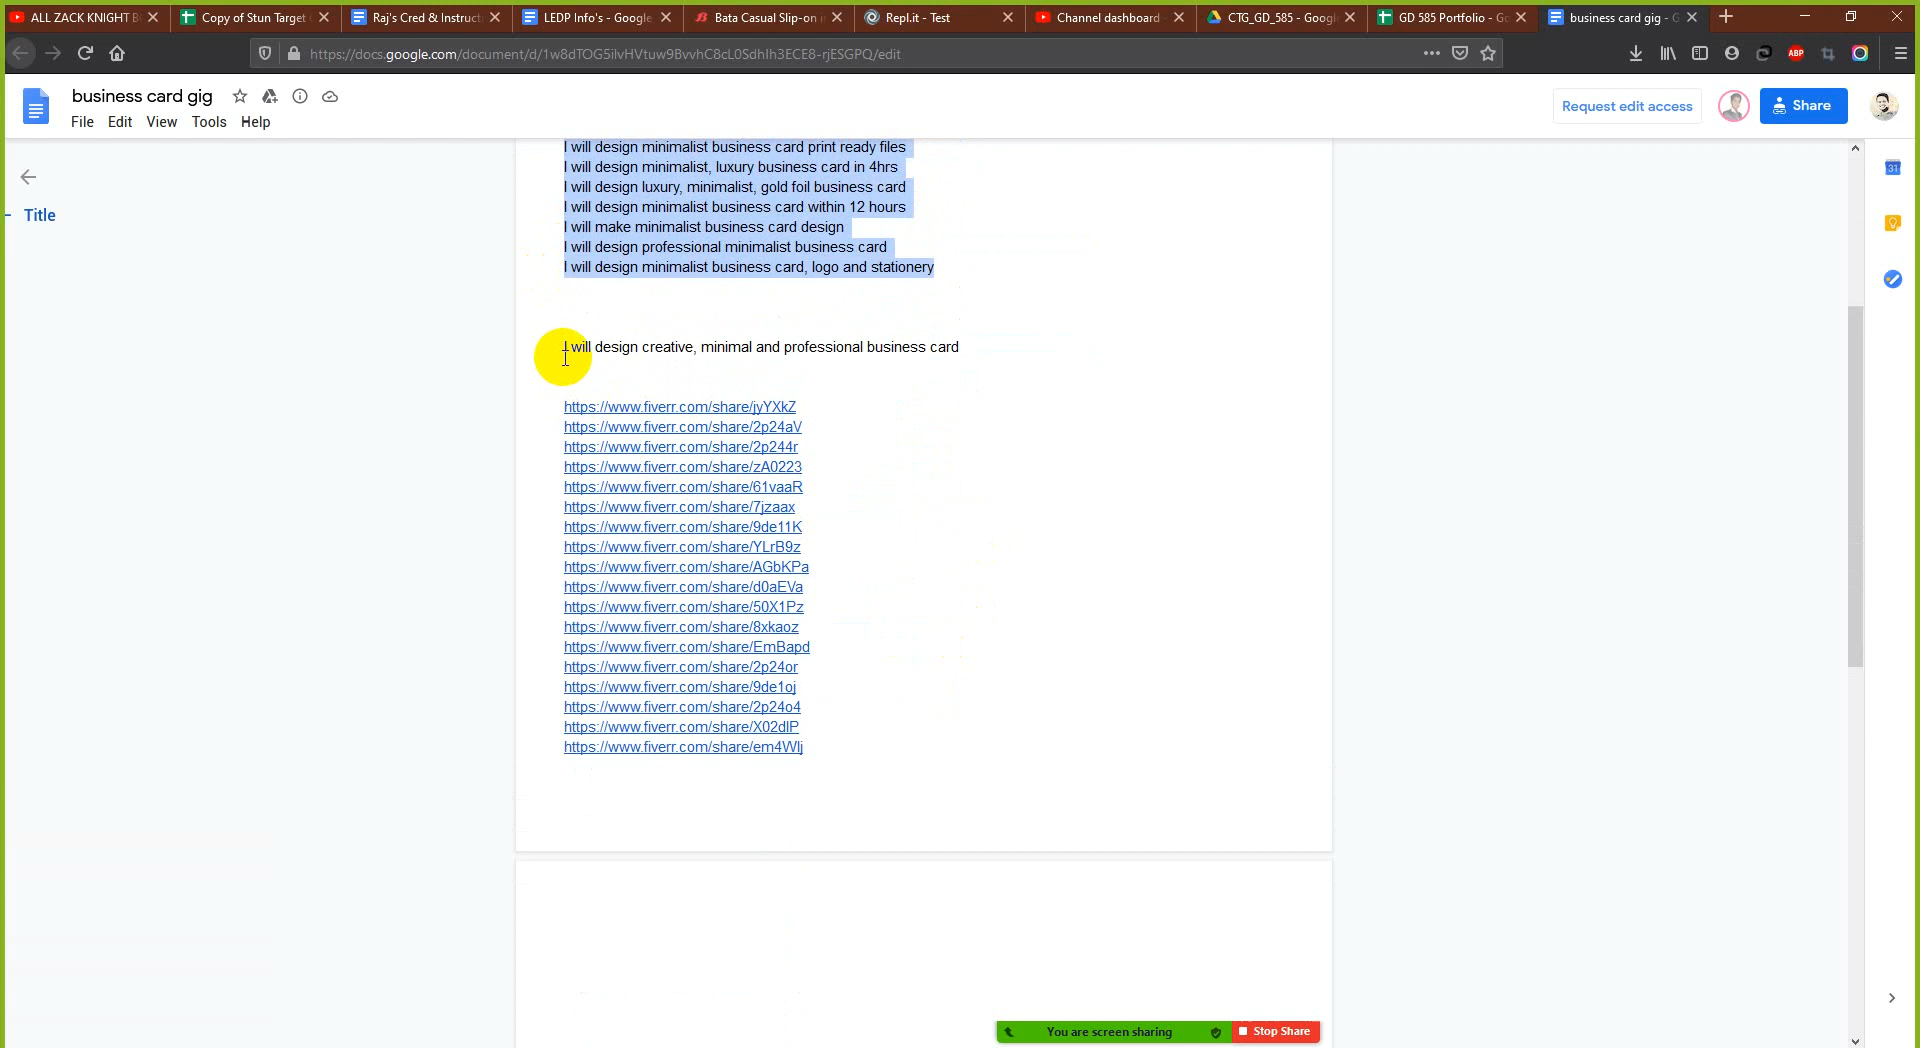 ALL ZACK KNIGHT B
Copy of Stun Target
Raj's Cred & Instruct
LEDP Info's - Google
Bata Casual Slip-on i
Repl.it - Test
Channel dashboard -
CTG_GD_585 - Googl
GD 585 Portfolio - Go
business card gig - G
https://docs.google.com/document/d/1w8dTOG5ilvHVtuw9BvvhC8cL0SdhIh3ECE8-rjESGPQ/edit
ABP
business card gig
File Edit View Tools Help
Request edit access
Share
31
Title
I will design minimalist business card print ready files
I will design minimalist, luxury business card in 4hrs
I will design luxury, minimalist, gold foil business card
I will design minimalist business card within 12 hours
I will make minimalist business card design
I will design professional minimalist business card
I will design minimalist business card, logo and stationery
I will design creative, minimal and professional business card
https://www.fiverr.com/share/jyYXkZ
https://www.fiverr.com/share/2p24aV
https://www.fiverr.com/share/2p244r
https://www.fiverr.com/share/zA0223
https://www.fiverr.com/share/61vaaR
https://www.fiverr.com/share/7jzaax
https://www.fiverr.com/share/9de11K
https://www.fiverr.com/share/YLrB9z
https://www.fiverr.com/share/AGbKPa
https://www.fiverr.com/share/d0aEVa
https://www.fiverr.com/share/50X1Pz
https://www.fiverr.com/share/8xkaoz
https://www.fiverr.com/share/EmBapd
https://www.fiverr.com/share/2p24or
https://www.fiverr.com/share/9de1oj
https://www.fiverr.com/share/2p24o4
https://www.fiverr.com/share/X02dlP
https://www.fiverr.com/share/em4Wlj
You are screen sharing
Stop Share